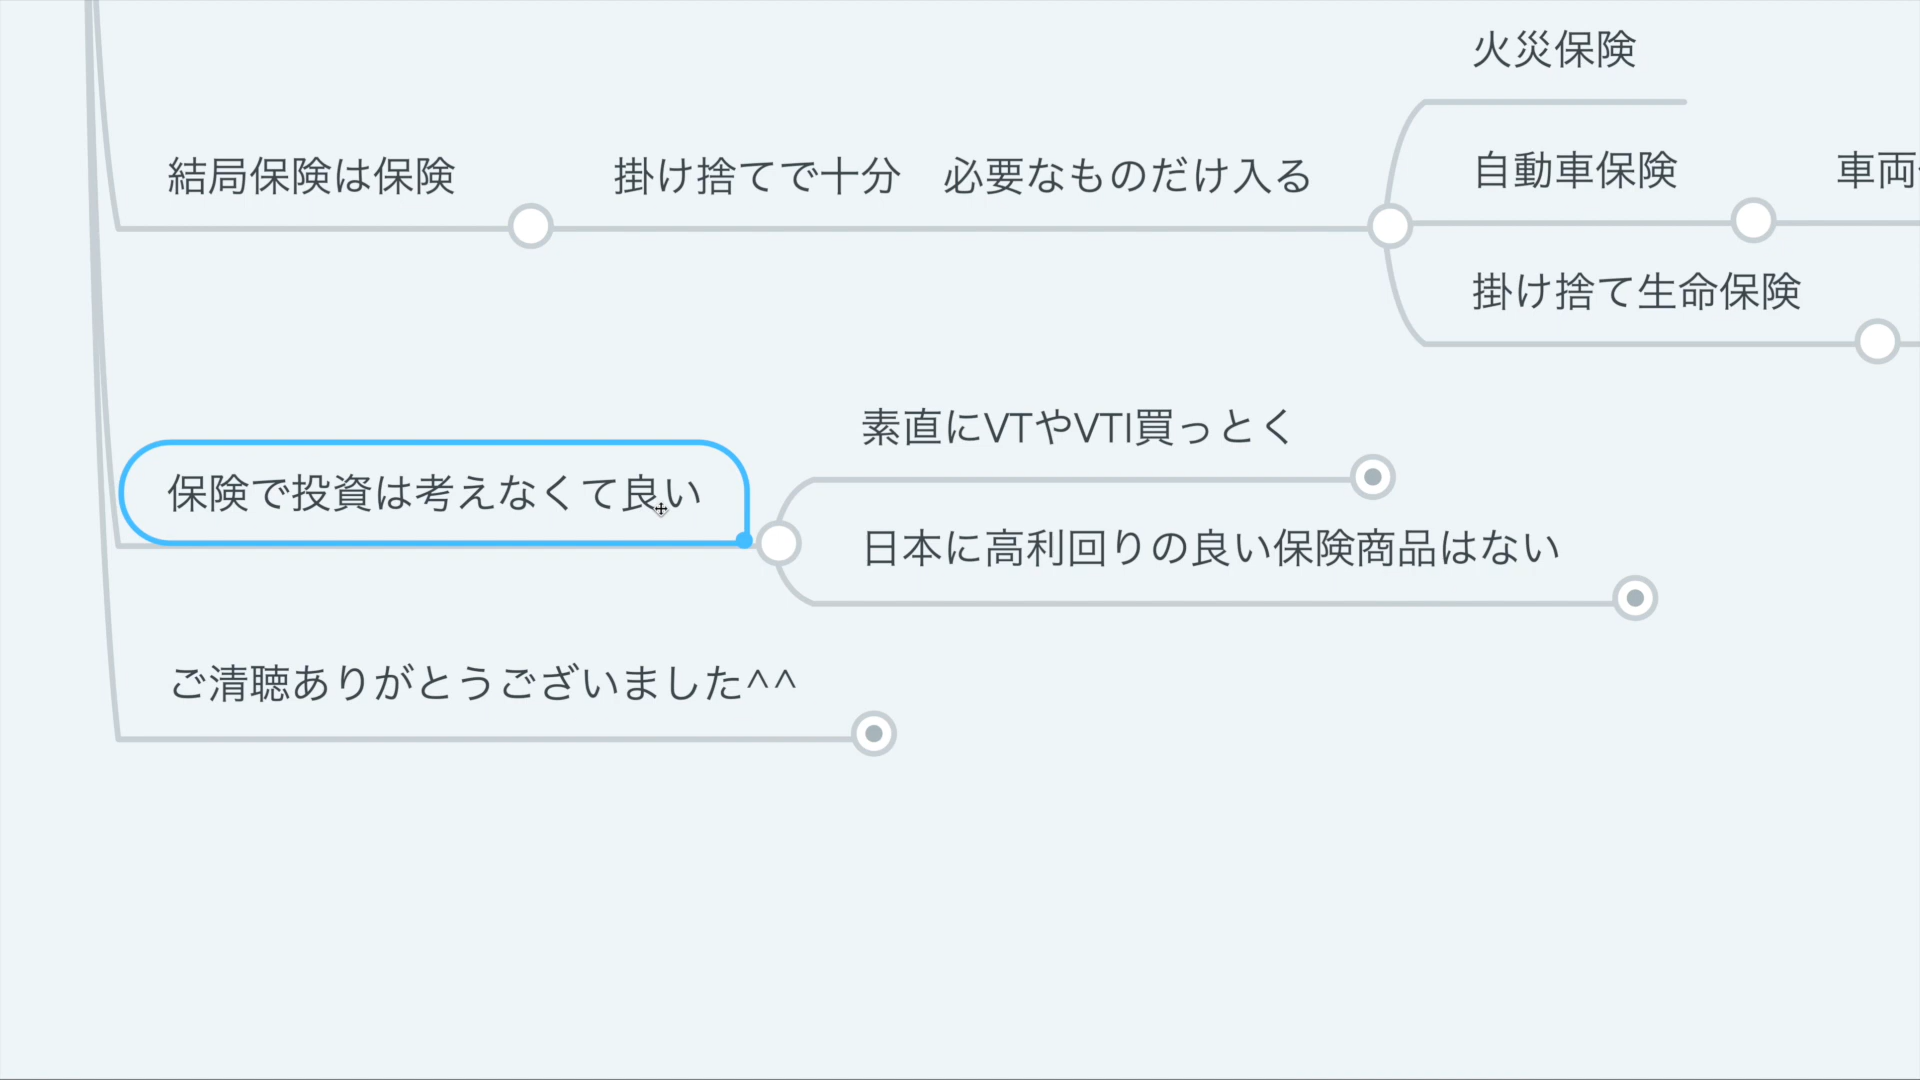 結局保険は保険
掛け捨てで十分　必要なものだけ入る
火災保険
自動車保険
車両
掛け捨て生命保険
保険で投資は考えなくて良い
素直にVTやVTI買っとく
日本に高利回りの良い保険商品はない
ご清聴ありがとうございました^^